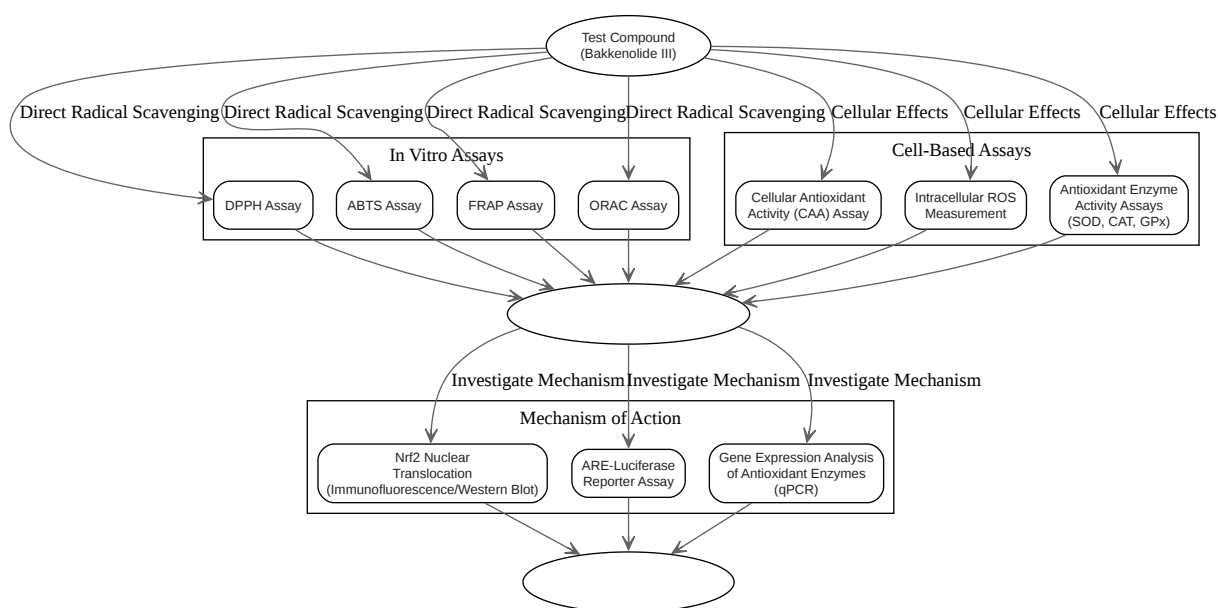 Test Compound
(Bakkenolide III)
Direct Radical Scavenging
Direct Radical Scavenging
Direct Radical Scavenging
Direct Radical Scavenging
Cellular Effects
Cellular Effects
Cellular Effects
In Vitro Assays
Cell-Based Assays
DPPH Assay
ABTS Assay
FRAP Assay
ORAC Assay
Cellular Antioxidant
Activity (CAA) Assay
Intracellular ROS
Measurement
Antioxidant Enzyme
Activity Assays
(SOD, CAT, GPx)
Investigate Mechanism
Investigate Mechanism
Investigate Mechanism
Mechanism of Action
Nrf2 Nuclear
Translocation
(Immunofluorescence/Western Blot)
ARE-Luciferase
Reporter Assay
Gene Expression Analysis
of Antioxidant Enzymes
(qPCR)